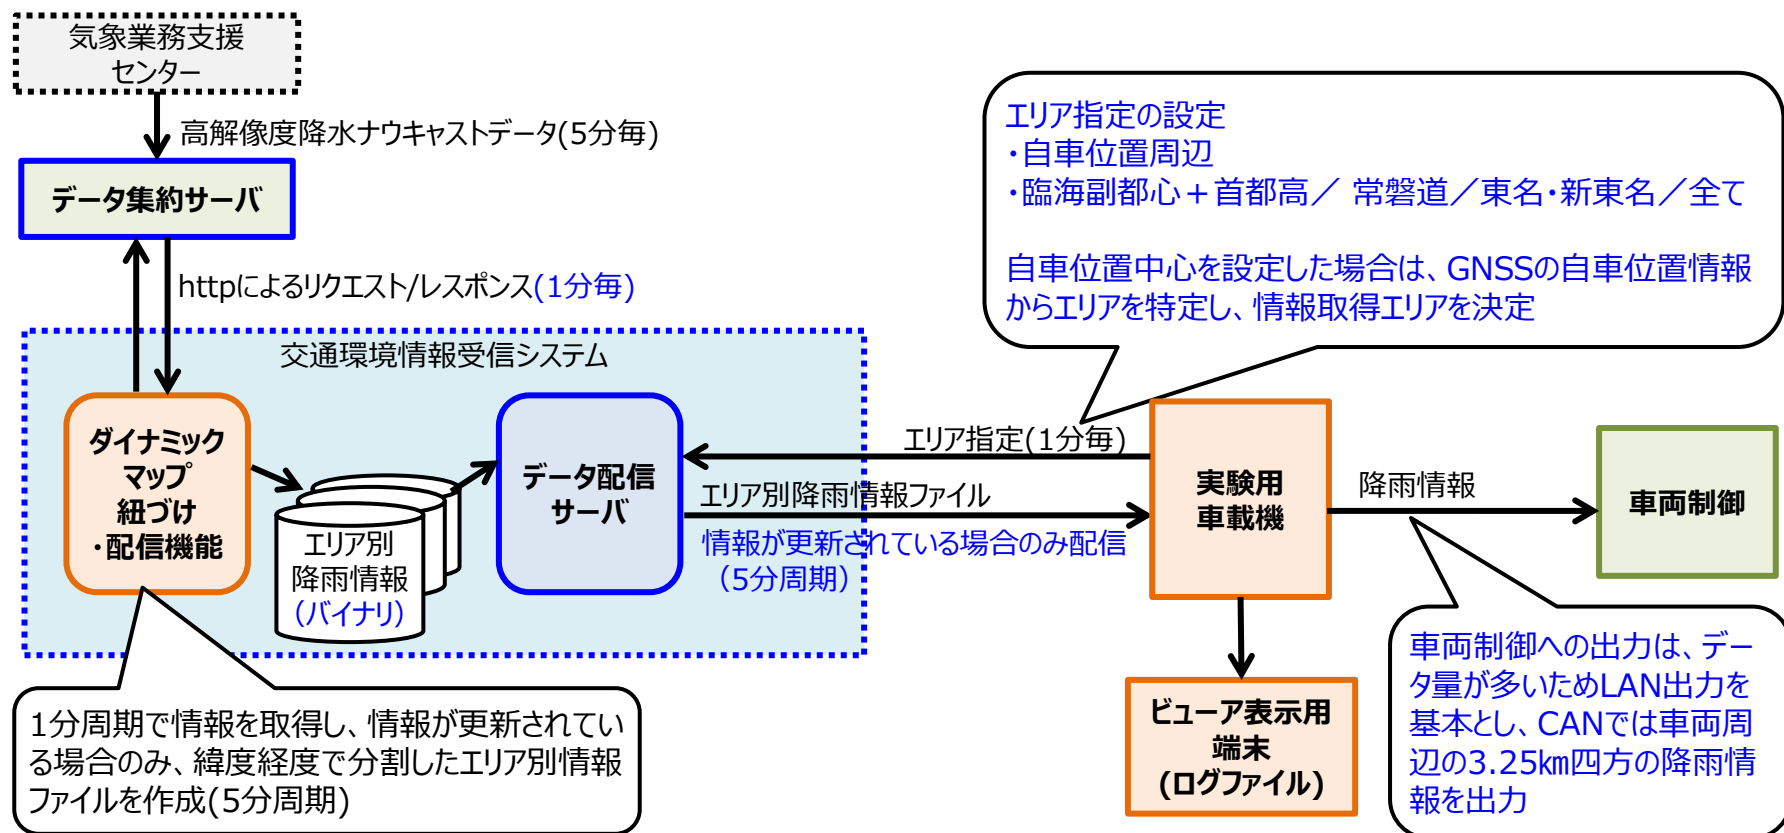 気象業務支援
センター
高解像度降水ナウキャストデータ(5分毎)
データ集約サーバ
httpによるリクエスト/レスポンス(1分毎)
交通環境情報受信システム
ダイナミック
マップ
紐づけ
・配信機能
エリア別
降雨情報
(バイナリ)
データ配信
サーバ
1分周期で情報を取得し、情報が更新されてい
る場合のみ、緯度経度で分割したエリア別情報
ファイルを作成(5分周期)
エリア指定の設定
・自車位置周辺
・臨海副都心+首都高／ 常磐道／東名・新東名／全て
自車位置中心を設定した場合は、GNSSの自車位置情報
からエリアを特定し、情報取得エリアを決定
エリア指定(1分毎)
エリア別降雨情報ファイル
情報が更新されている場合のみ配信
（5分周期）
実験用
車載機
降雨情報
車両制御
ビューア表示用
端末
(ログファイル)
車両制御への出力は、デー
タ量が多いためLAN出力を
基本とし、CANでは車両周
辺の3.25㎞四方の降雨情
報を出力